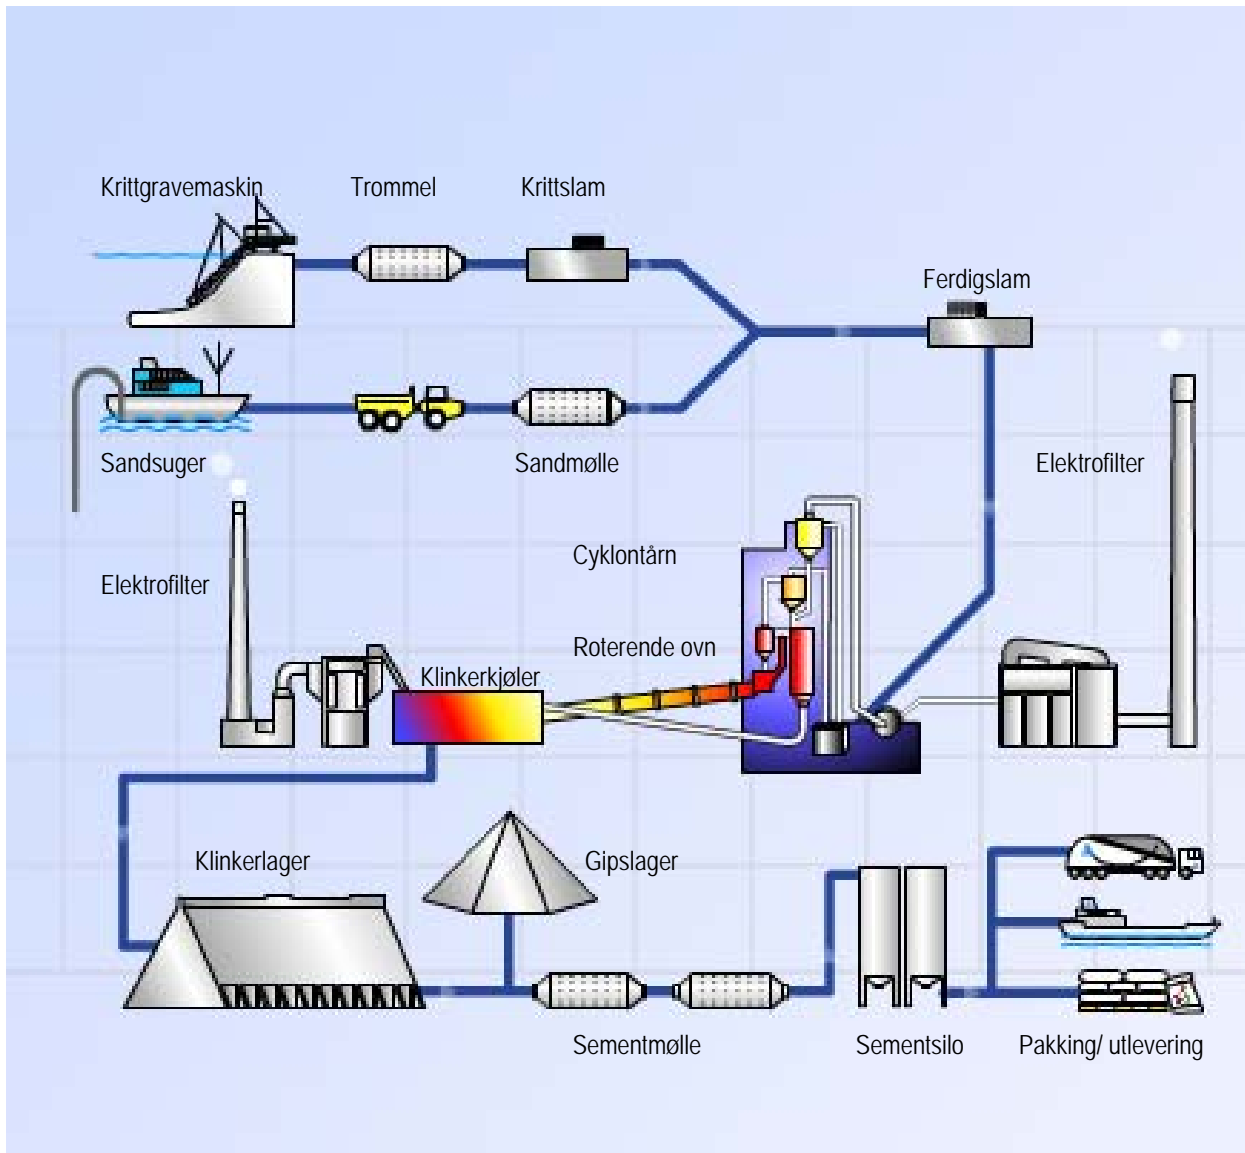 Krittgravemaskin
Trommel
Krittslam
Ferdigslam
Sandsuger
Sandmølle
Elektrofilter
Cyklontårn
Elektrofilter
Roterende ovn
Klinkerkjøler
Klinkerlager
Gipslager
Sementmølle
Sementsilo
Pakking/ utlevering